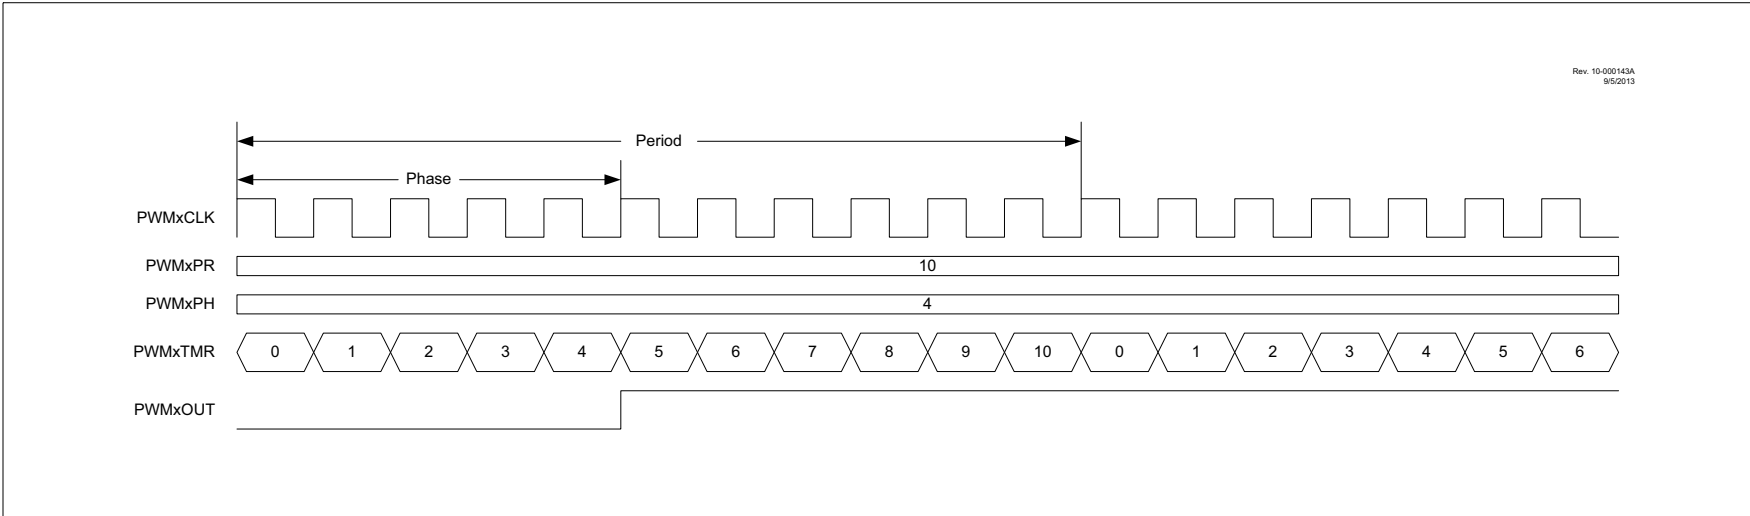 Rev. 10-000143A
9/5/2013
Period
Phase
PWMxCLK
PWMxPR 10
PWMxPH 4
PWMxTMR 0 1 2 3 4 5 6 7 8 9 10 0 1 2 3 4 5 6
PWMxOUT